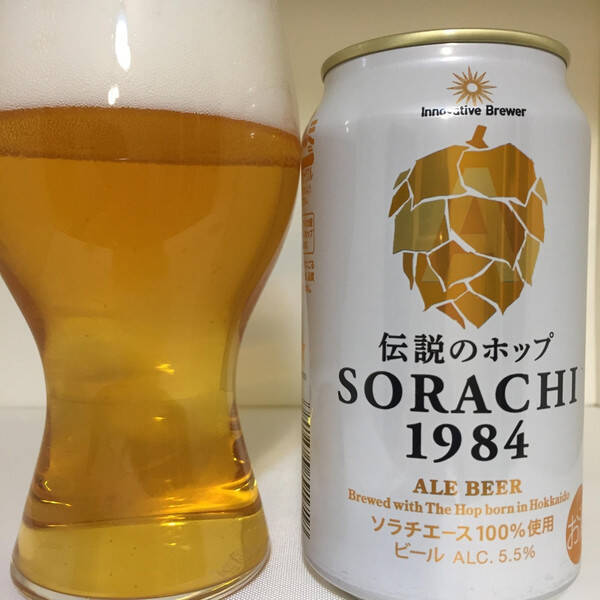 Innovative Brewer
伝説のホップ
SORACHI
1984
ALE BEER
Brewed with The Hop born in Hokkaido
ソラチエース100%使用
ビール ALC. 5.5%
お